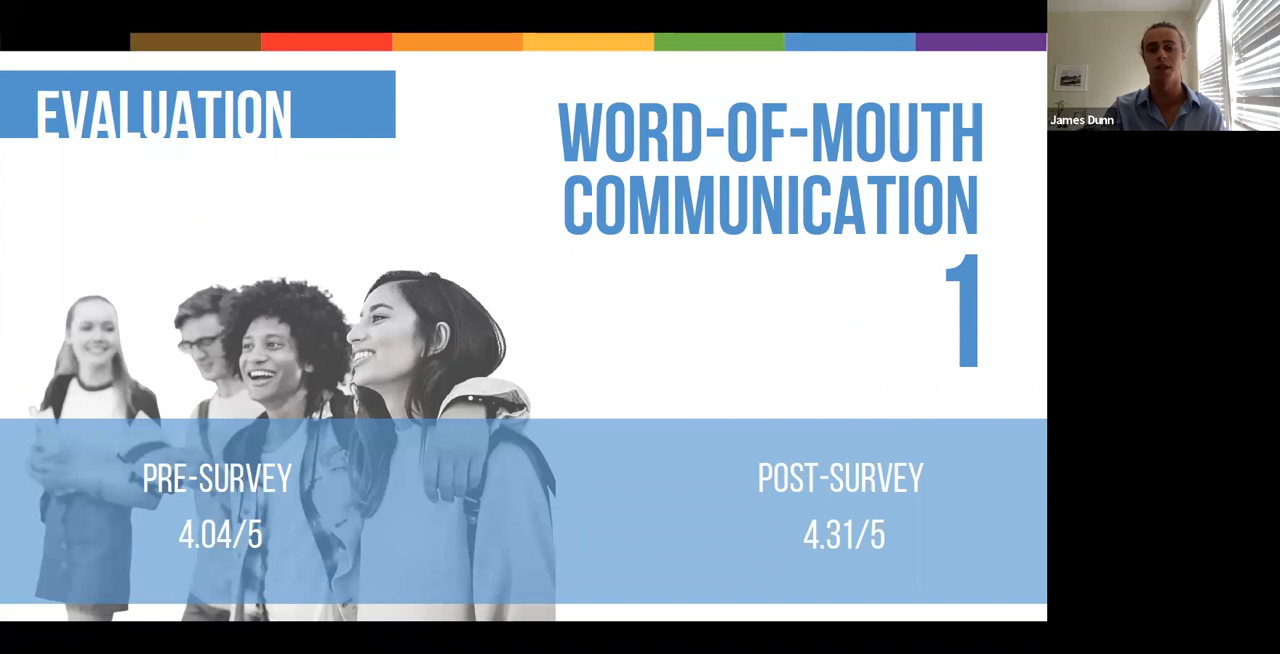 EVALUATION
WORD-OF-MOUTH
COMMUNICATION
1
PRE-SURVEY
4.04/5
POST-SURVEY
4.31/5
James Dunn